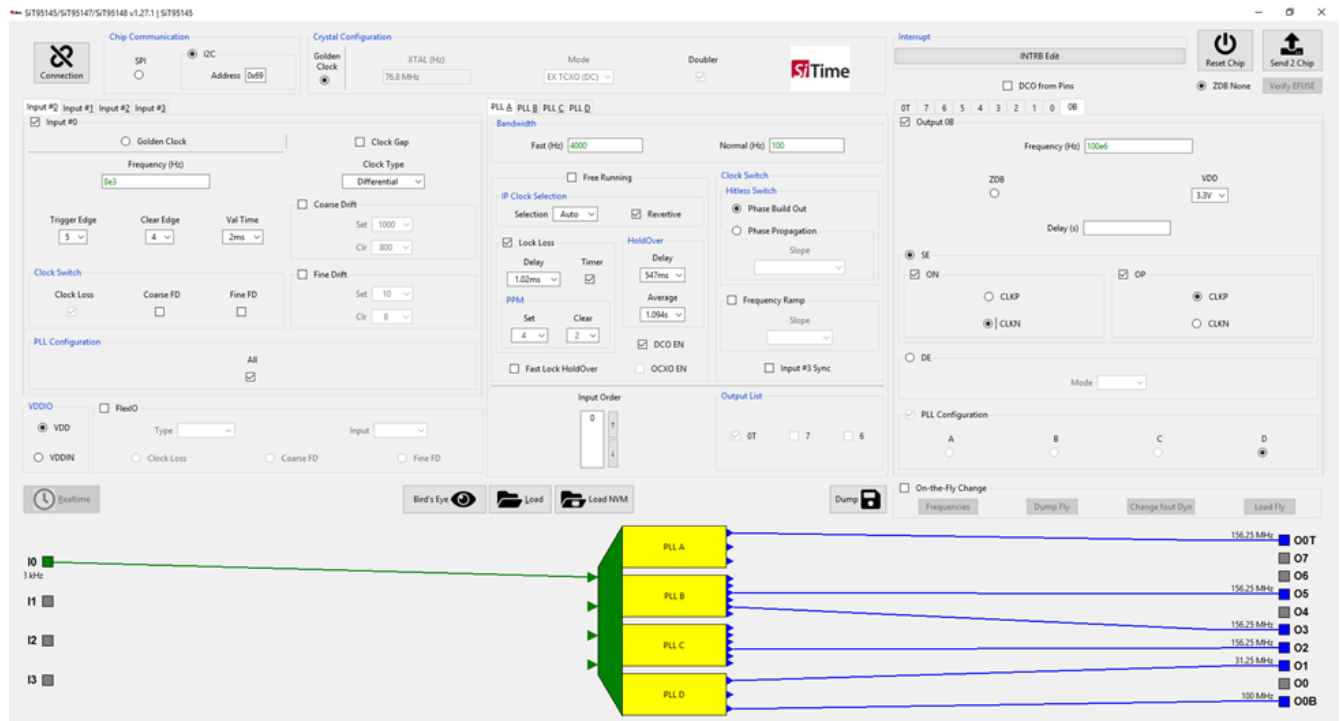 SiT95145/SiT95147/SiT95148 v1.27.1 | SiT95145
Connection
Chip Communication
SPI
I2C
Address 0x69
Crystal Configuration
Golden Clock
XTAL (Hz)
76.8 MHz
Mode
EX TCXO (DC)
Doubler
SiTime
Interrupt
INTRB Edit
DCO from Pins
Reset Chip
Send 2 Chip
ZDB None
Verify EFUSE
Input #0 Input #1 Input #2 Input #3
Input #0
Golden Clock
Clock Gap
Frequency (Hz)
8e3
Clock Type
Differential
Trigger Edge
5
Clear Edge
4
Val Time
2ms
Coarse Drift
Set 1000
Clr 800
Clock Switch
Clock Loss
Coarse FD
Fine FD
Fine Drift
Set 10
Clr 8
PLL Configuration
All
VDDIO
VDD
VDDIN
FlexIO
Type
Input
Clock Loss
Coarse FD
Fine FD
PLL A PLL B PLL C PLL D
Bandwidth
Fast (Hz) 4000
Normal (Hz) 100
Free Running
IP Clock Selection
Selection Auto
Revertive
Lock Loss
Delay
1.02ms
Timer
PPM
Set
4
Clear
2
HoldOver
Delay
547ms
Average
1.094s
DCO EN
Fast Lock HoldOver
OCXO EN
Clock Switch
Hitless Switch
Phase Build Out
Phase Propagation
Slope
Frequency Ramp
Slope
Input #3 Sync
Input Order
0
Output List
0T 7 6
0T 7 6 5 4 3 2 1 0 0B
Output 0B
Frequency (Hz) 100e6
ZDB
VDD
3.3V
Delay (s)
SE
ON
CLKP
CLKN
OP
CLKP
CLKN
DE
Mode
PLL Configuration
A B C D
Realtime
Bird's Eye
Load
Load NVM
Dump
On-the-Fly Change
Frequencies
Dump Fly
Change fout Dyn
Load Fly
I0
8 kHz
I1
I2
I3
PLL A
PLL B
PLL C
PLL D
156.25 MHz O0T
O7
O6
156.25 MHz O5
O4
156.25 MHz O3
156.25 MHz O2
31.25 MHz O1
O0
100 MHz O0B